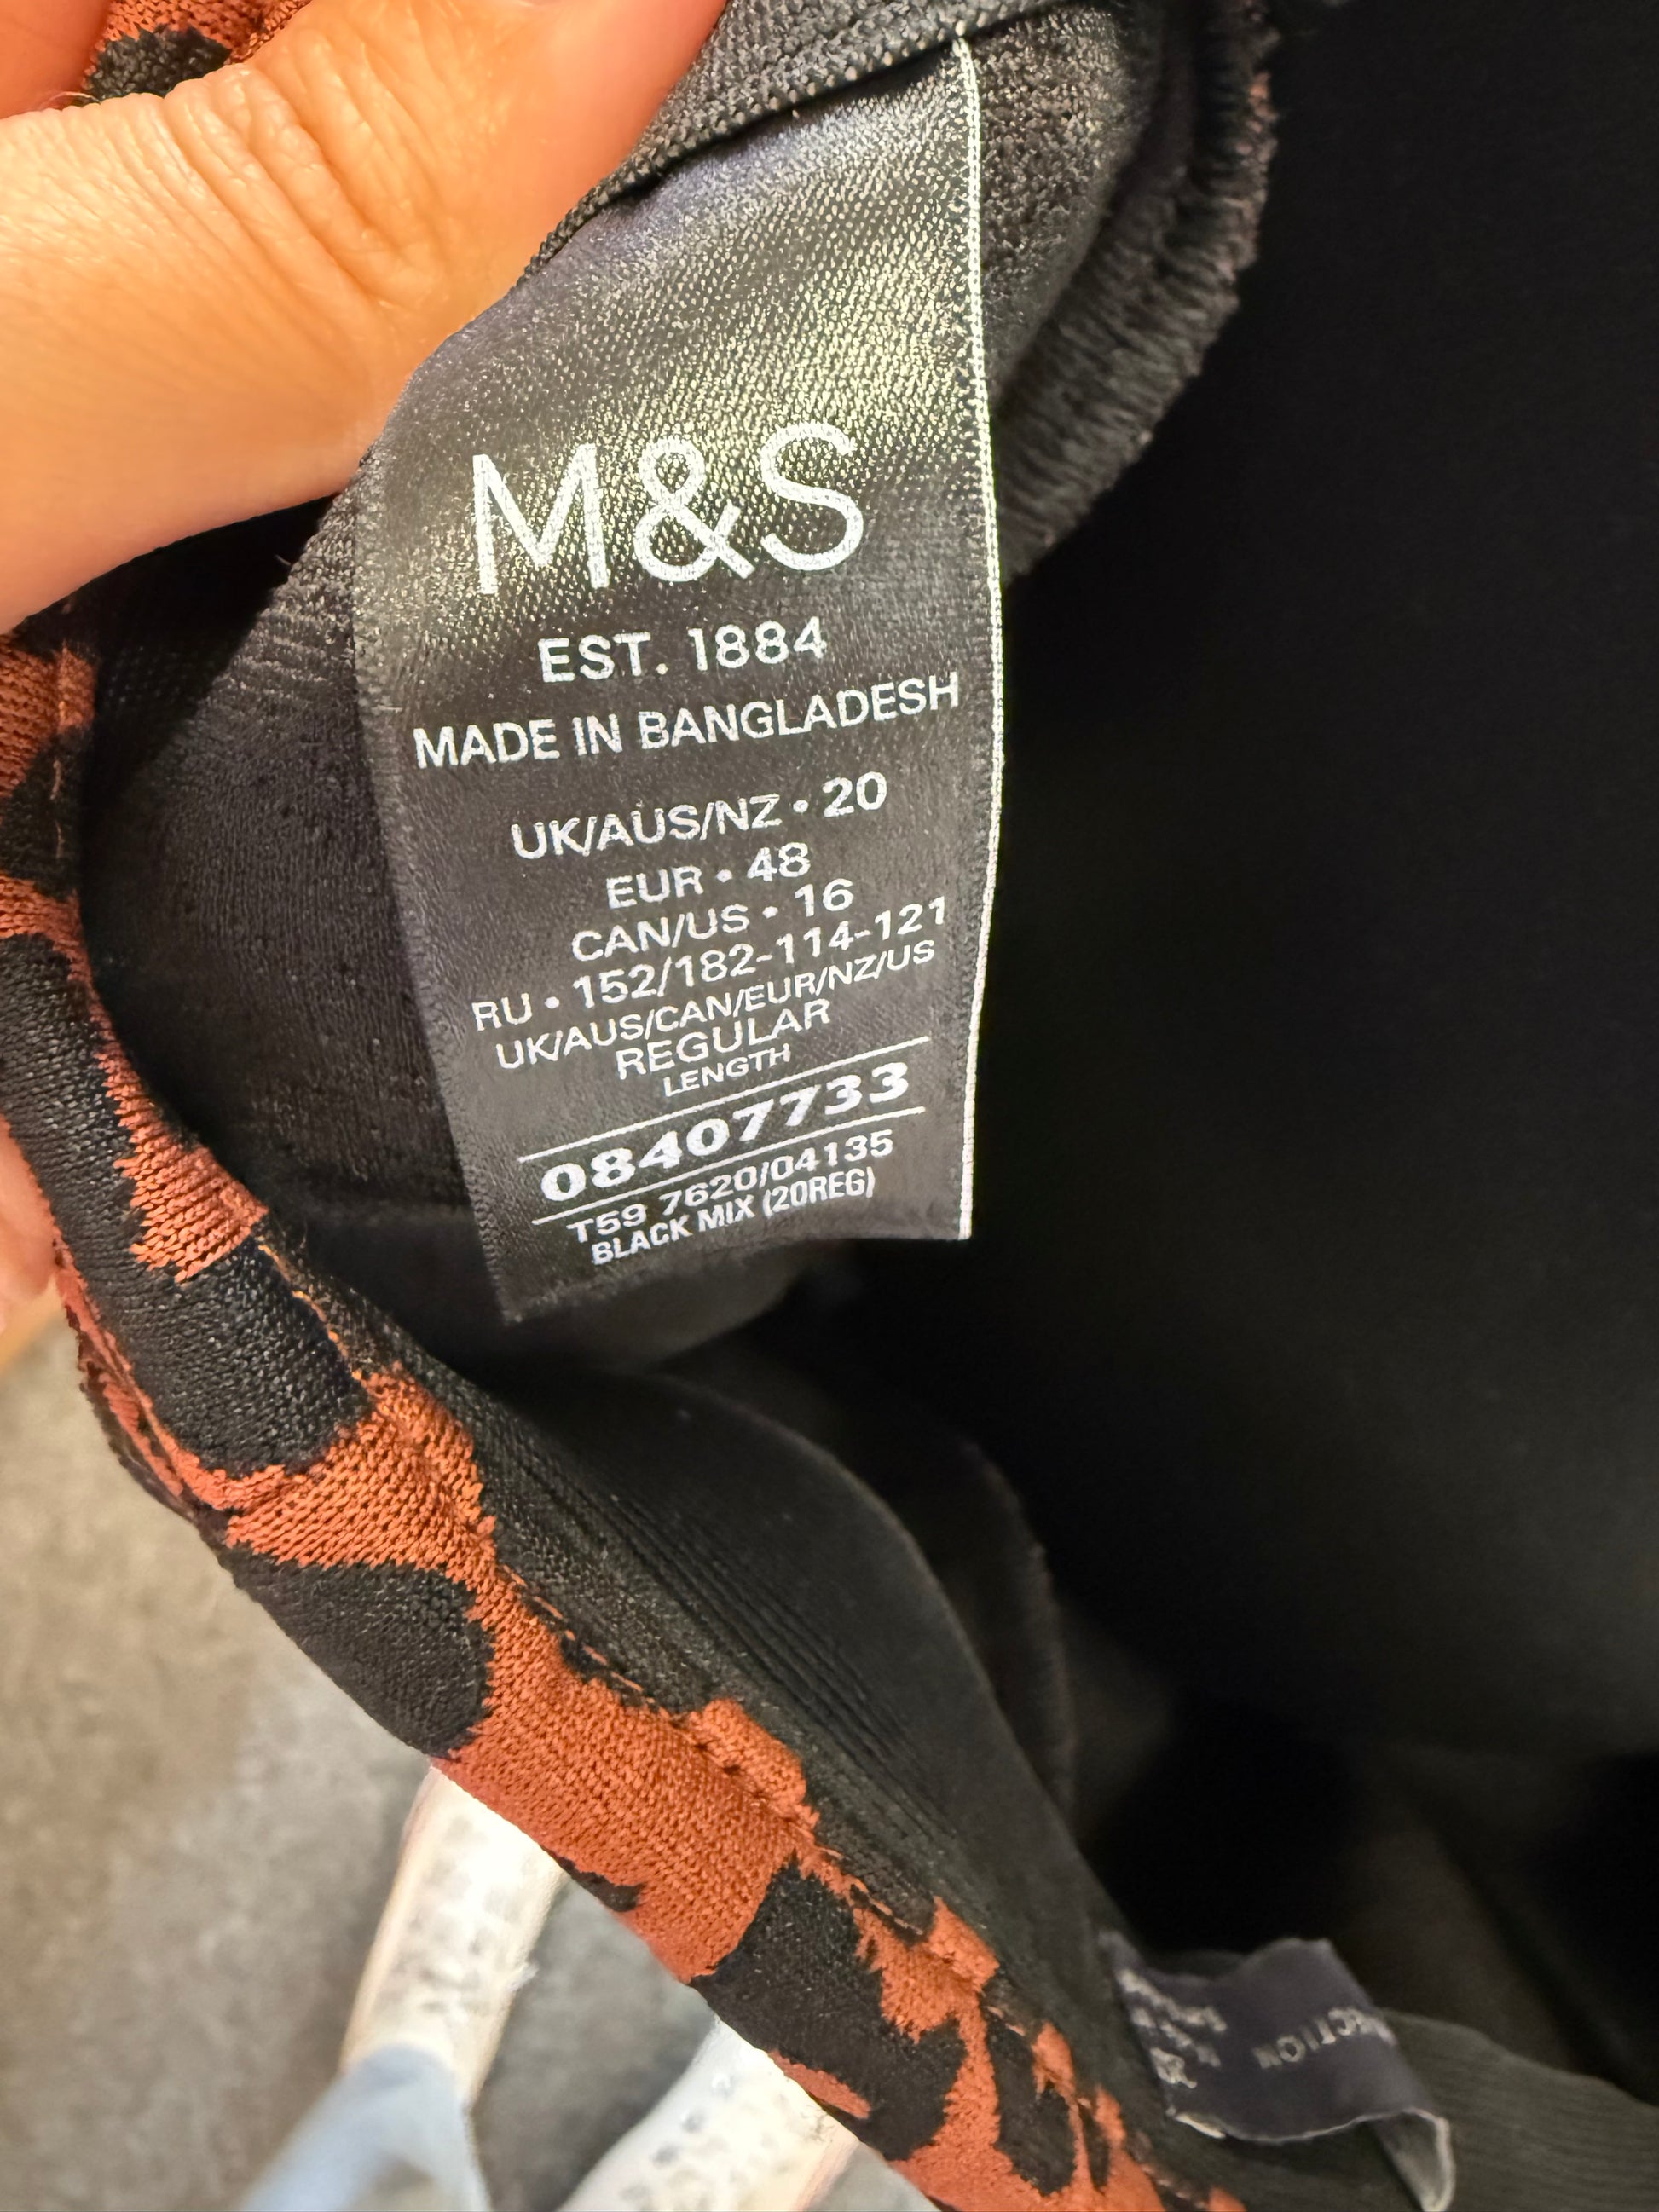 M&S
EST. 1884
MADE IN BANGLADESH
UK/AUS/NZ • 20
EUR • 48
CAN/US • 16
RU • 152/182-114-121
UK/AUS/CAN/EUR/NZ/US
REGULAR
LENGTH
08407733
T59 7620/04135
BLACK MIX (20REG)